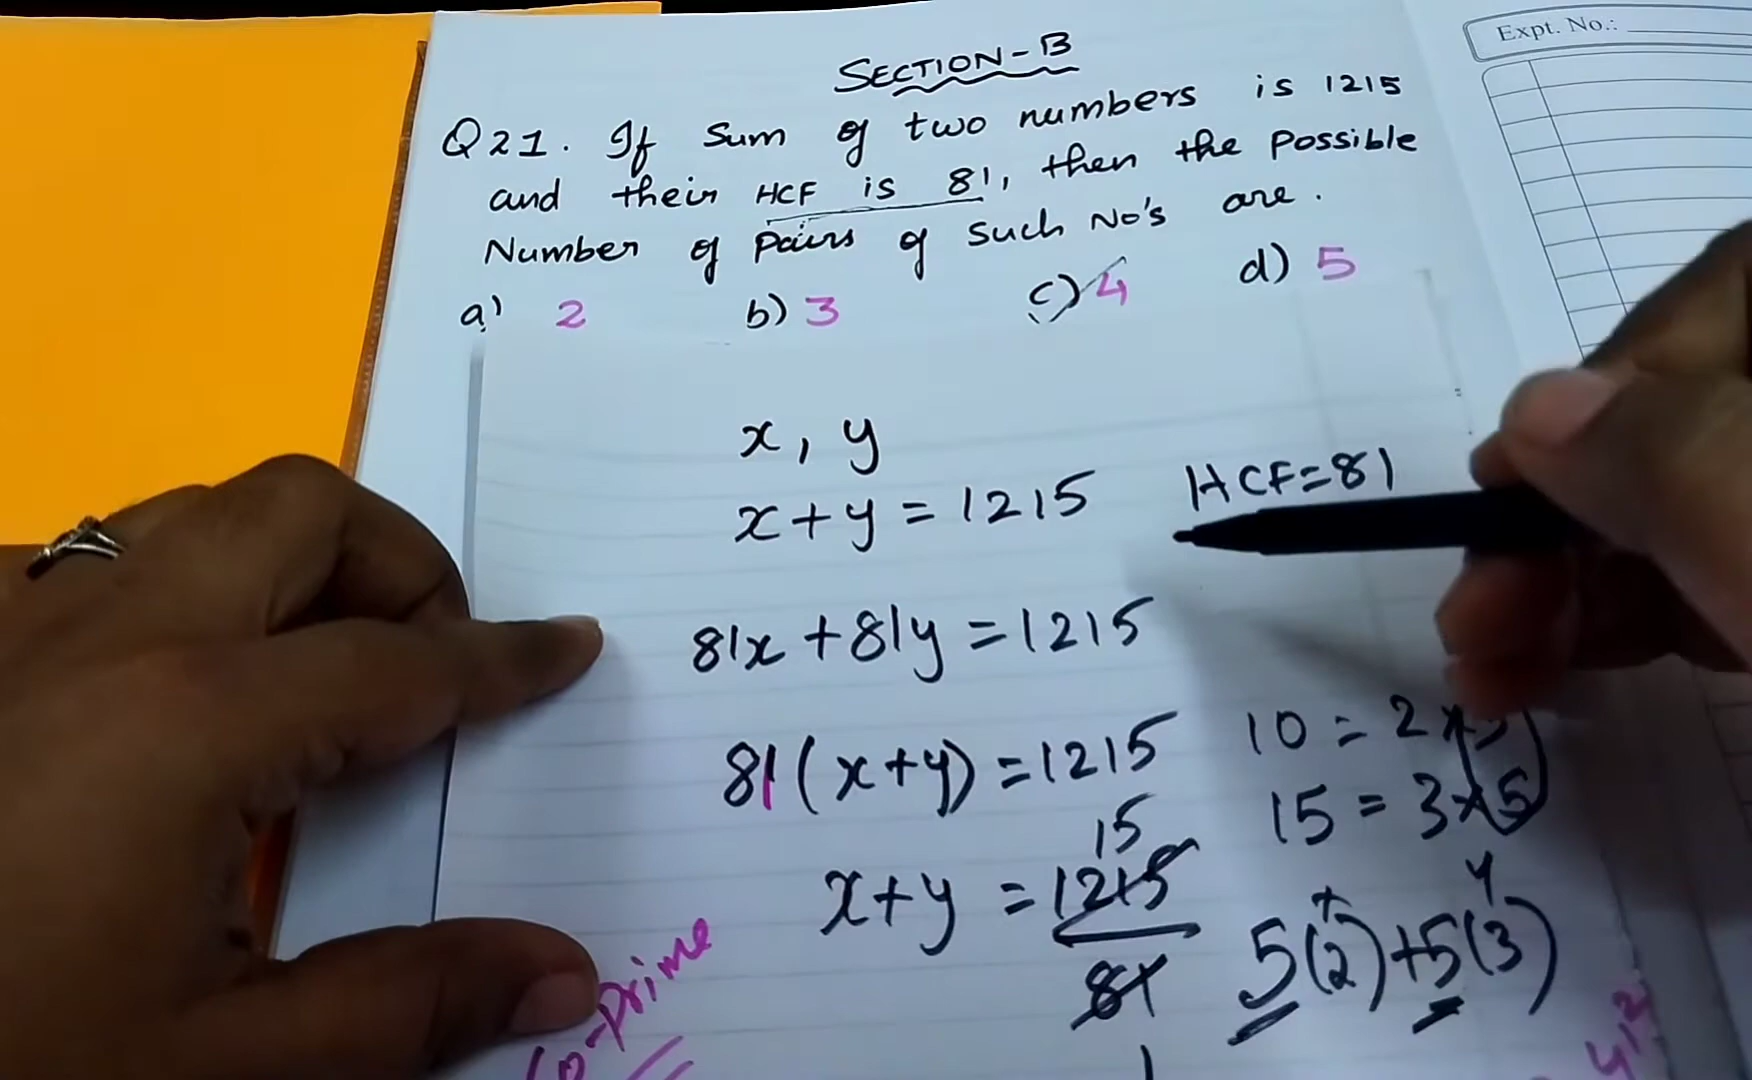 Expt. No.:
SECTION-B
Q21. If Sum of two numbers is 1215
and their HCF is 81, then the possible
Number of pairs of such No's are.
a) 2 b) 3 c) 4 d) 5
x, y
x+y = 1215 HCF=81
81x + 81y = 1215
81(x+y) = 1215
10 = 2×5
15 = 3×5
15
x+y = 1215
81
1
x y
5(2)+5(3)
Co-prime